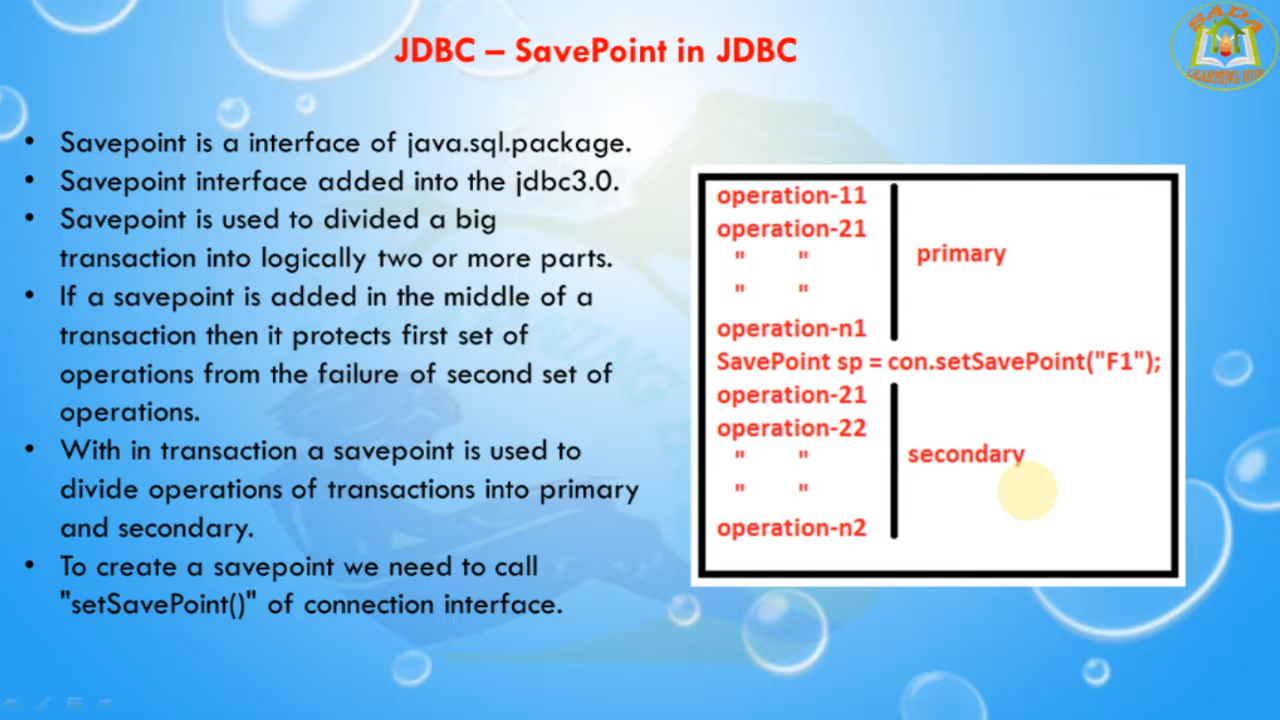 JDBC – SavePoint in JDBC
SADA
LEARNING HUB
• Savepoint is a interface of java.sql.package.
• Savepoint interface added into the jdbc3.0.
• Savepoint is used to divided a big
transaction into logically two or more parts.
• If a savepoint is added in the middle of a
transaction then it protects first set of
operations from the failure of second set of
operations.
• With in transaction a savepoint is used to
divide operations of transactions into primary
and secondary.
• To create a savepoint we need to call
"setSavePoint()" of connection interface.
operation-11
operation-21
" "
primary
" "
operation-n1
SavePoint sp = con.setSavePoint("F1");
operation-21
operation-22
" "
secondary
" "
operation-n2